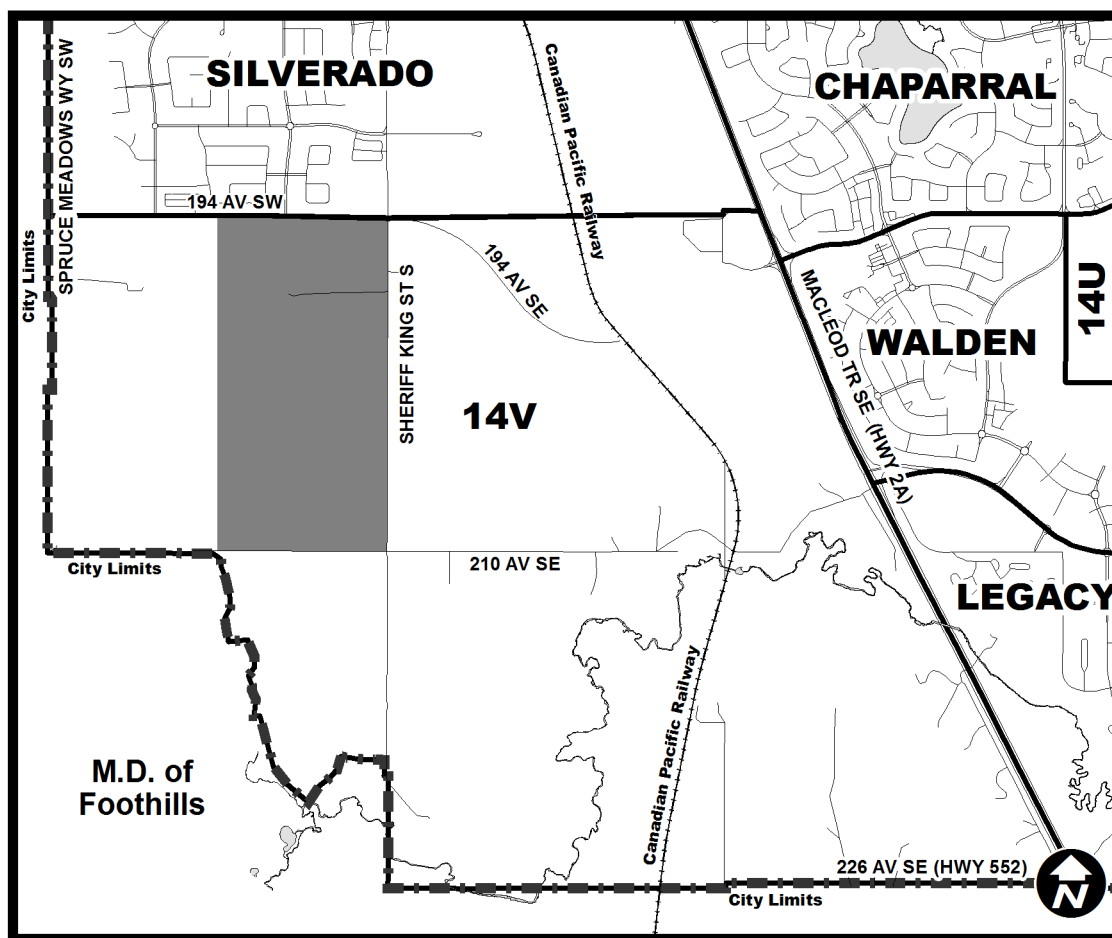 SPRUCE MEADOWS WY SW
SILVERADO
Canadian Pacific Railway
CHAPARRAL
194 AV SW
City Limits
194 AV SE
SHERIFF KING ST S
14V
MACLEOD TR SE (HWY 2A)
WALDEN
14U
City Limits
210 AV SE
LEGACY
Canadian Pacific Railway
M.D. of
Foothills
226 AV SE (HWY 552)
City Limits
N